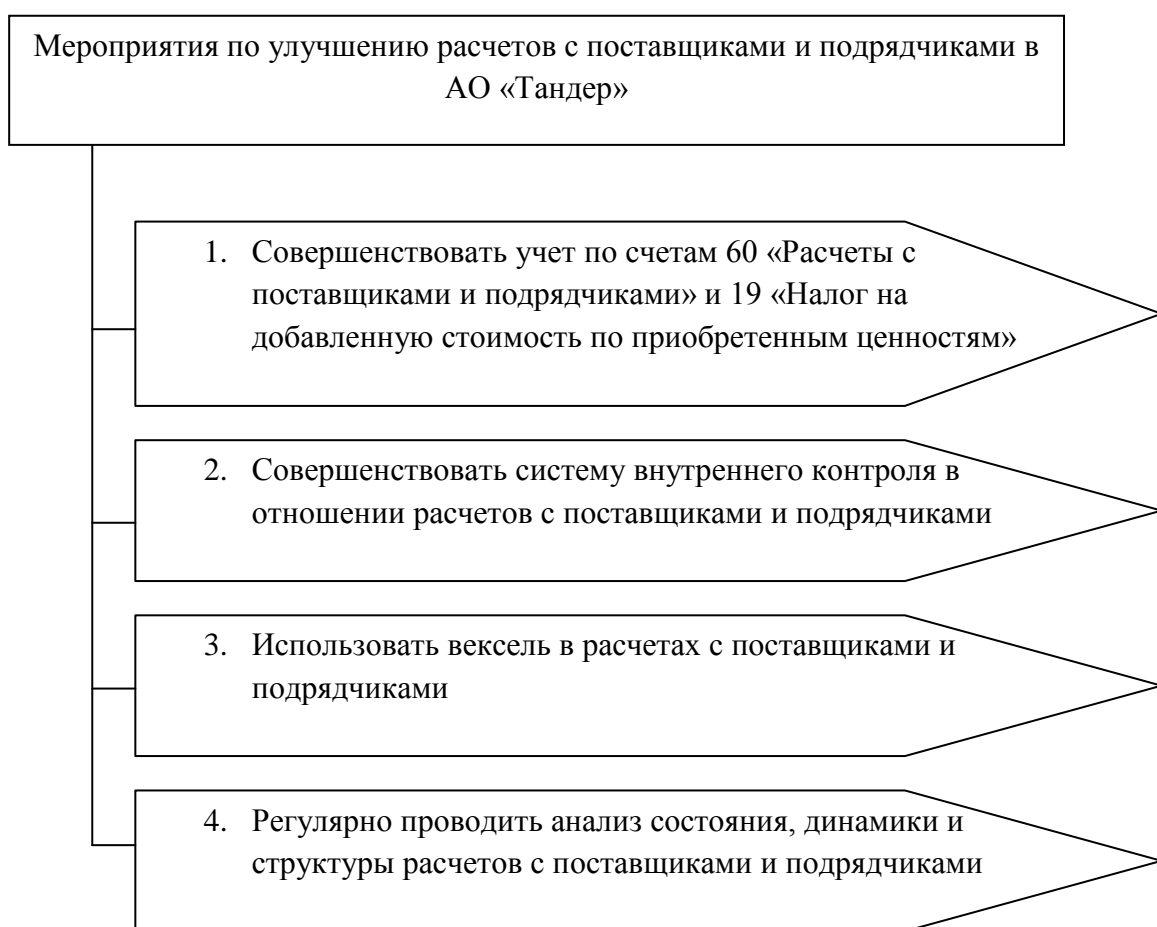 Мероприятия по улучшению расчетов с поставщиками и подрядчиками в
АО «Тандер»
1. Совершенствовать учет по счетам 60 «Расчеты с
поставщиками и подрядчиками» и 19 «Налог на
добавленную стоимость по приобретенным ценностям»
2. Совершенствовать систему внутреннего контроля в
отношении расчетов с поставщиками и подрядчиками
3. Использовать вексель в расчетах с поставщиками и
подрядчиками
4. Регулярно проводить анализ состояния, динамики и
структуры расчетов с поставщиками и подрядчиками